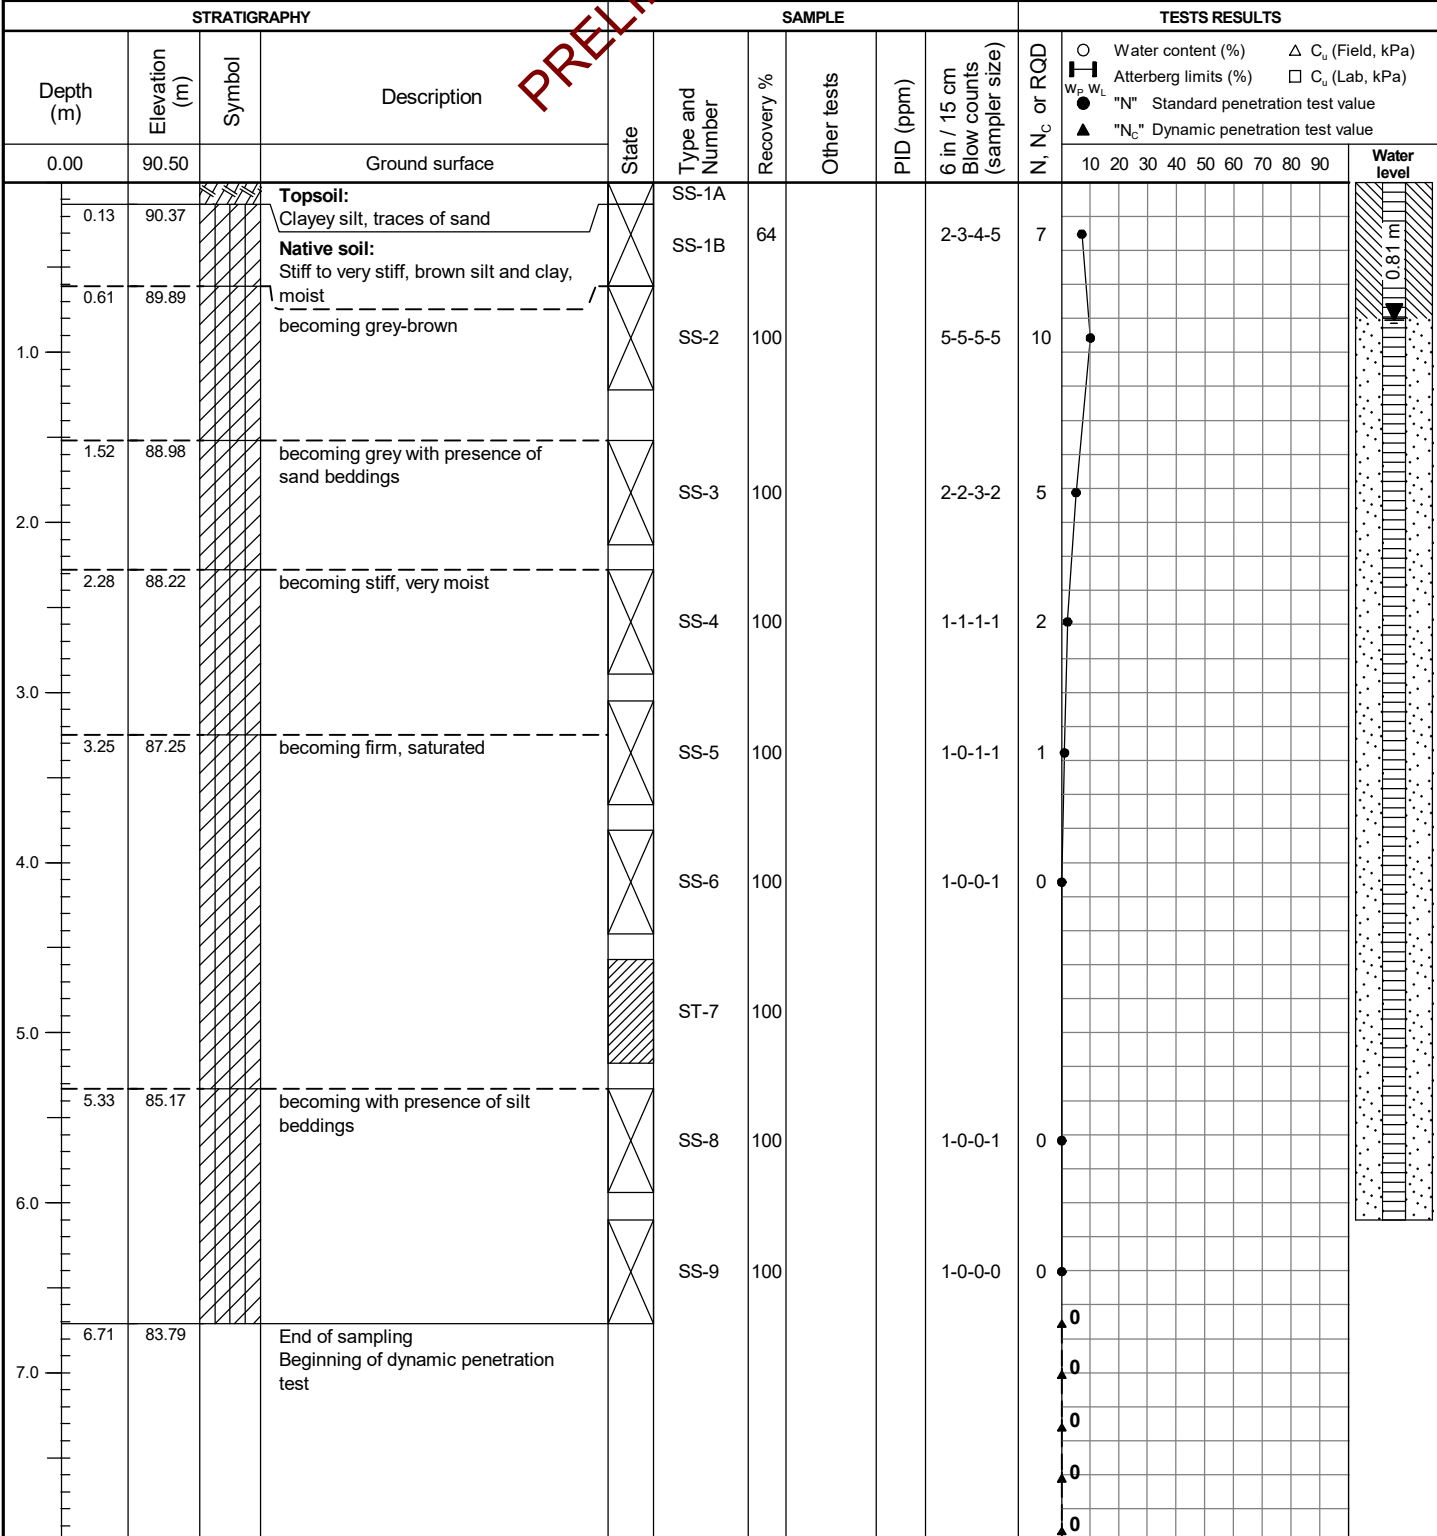 STRATIGRAPHY
SAMPLE
TESTS RESULTS
PRELI
Depth
(m)
Elevation
(m)
Symbol
Description
State
Type and
Number
Recovery %
Other tests
PID (ppm)
6 in / 15 cm
Blow counts
(sampler size)
N, NC or RQD
Water content (%)
Cu (Field, kPa)
Atterberg limits (%)
Cu (Lab, kPa)
WP WL
"N" Standard penetration test value
"NC" Dynamic penetration test value
0.00 90.50 Ground surface
10 20 30 40 50 60 70 80 90
Water
level
Topsoil:
SS-1A
0.13 90.37 Clayey silt, traces of sand
SS-1B 64 2-3-4-5 7
0.81 m
Native soil:
Stiff to very stiff, brown silt and clay,
0.61 89.89 moist
becoming grey-brown
SS-2 100 5-5-5-5 10
1.0
1.52 88.98 becoming grey with presence of
sand beddings
SS-3 100 2-2-3-2 5
2.0
2.28 88.22 becoming stiff, very moist
SS-4 100 1-1-1-1 2
3.0
3.25 87.25 becoming firm, saturated
SS-5 100 1-0-1-1 1
4.0
SS-6 100 1-0-0-1 0
ST-7 100
5.0
5.33 85.17 becoming with presence of silt
beddings
SS-8 100 1-0-0-1 0
6.0
SS-9 100 1-0-0-0 0
0
6.71 83.79 End of sampling
Beginning of dynamic penetration
test
7.0
0
0
0
0